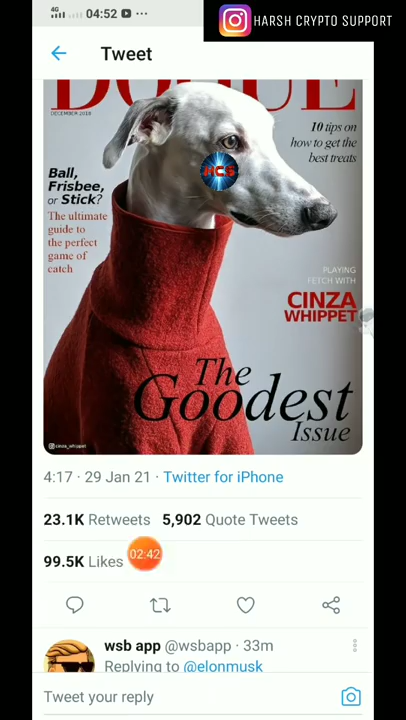 4G
04:52
HARSH CRYPTO SUPPORT
Tweet
DOGUE
DECEMBER 2019
10 tips on
how to get the
best treats
HCS
Ball,
Frisbee,
or Stick?
The ultimate
guide to
the perfect
game of
catch
PLAYING
FETCH WITH
CINZA
WHIPPET
The
Goodest
Issue
cinza_whippet
4:17 · 29 Jan 21 · Twitter for iPhone
23.1K Retweets 5,902 Quote Tweets
99.5K Likes
02:42
wsb app @wsbapp · 33m
Replying to @elonmusk
Tweet your reply